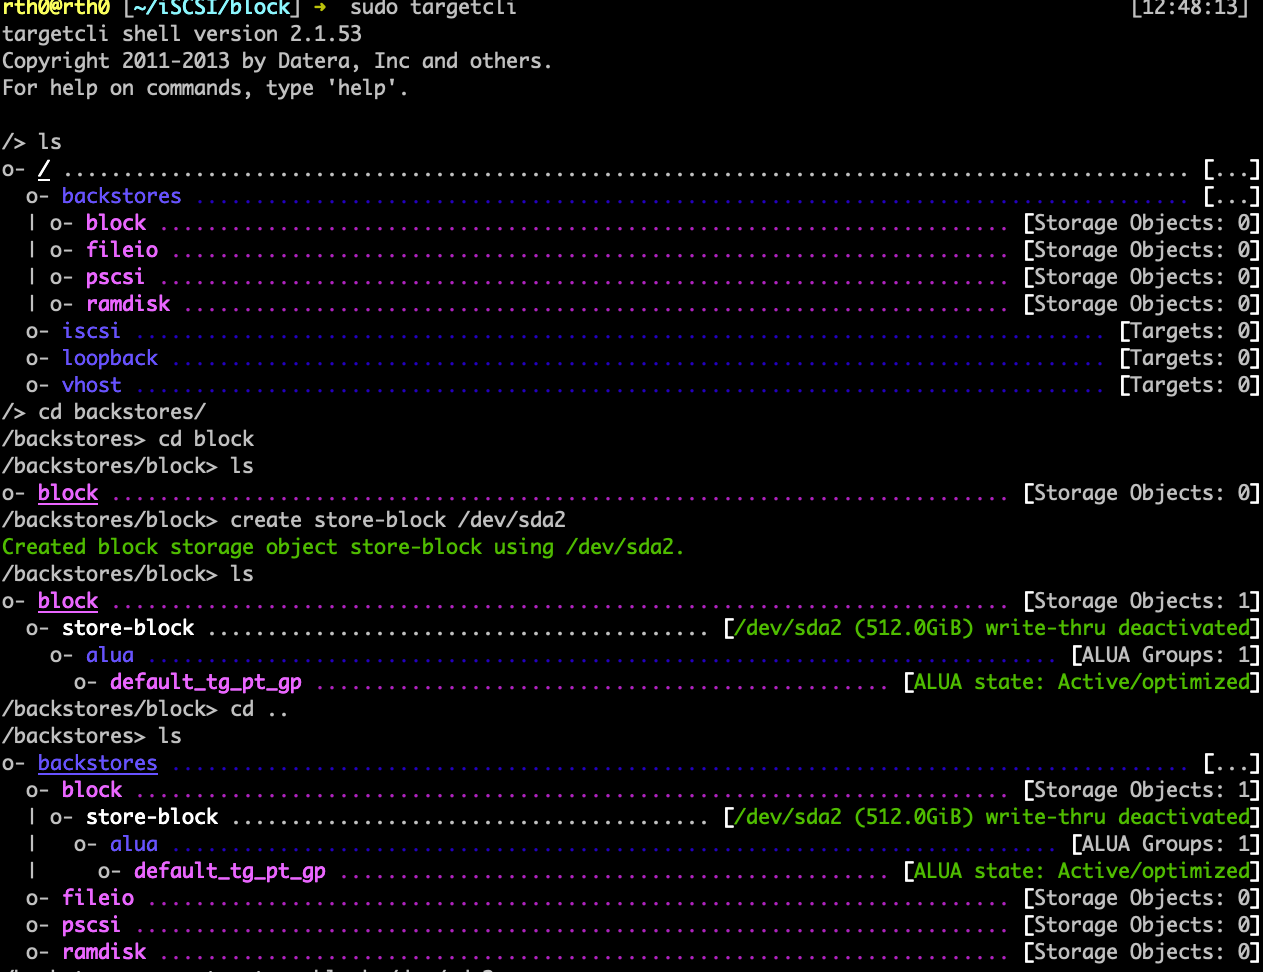 rth0@rth0 [~/iSCSI/block] → sudo targetcli [12:48:13]
targetcli shell version 2.1.53
Copyright 2011-2013 by Datera, Inc and others.
For help on commands, type 'help'.
/> ls
o- / .............................................................................................. [...]
o- backstores ................................................................................... [...]
| o- block ....................................................................... [Storage Objects: 0]
| o- fileio ...................................................................... [Storage Objects: 0]
| o- pscsi ....................................................................... [Storage Objects: 0]
| o- ramdisk ..................................................................... [Storage Objects: 0]
o- iscsi ................................................................................. [Targets: 0]
o- loopback .............................................................................. [Targets: 0]
o- vhost ................................................................................. [Targets: 0]
/> cd backstores/
/backstores> cd block
/backstores/block> ls
o- block ........................................................................... [Storage Objects: 0]
/backstores/block> create store-block /dev/sda2
Created block storage object store-block using /dev/sda2.
/backstores/block> ls
o- block ........................................................................... [Storage Objects: 1]
o- store-block .......................................... [/dev/sda2 (512.0GiB) write-thru deactivated]
o- alua ............................................................................ [ALUA Groups: 1]
o- default_tg_pt_gp ................................................ [ALUA state: Active/optimized]
/backstores/block> cd ..
/backstores> ls
o- backstores ..................................................................................... [...]
o- block ......................................................................... [Storage Objects: 1]
| o- store-block ........................................ [/dev/sda2 (512.0GiB) write-thru deactivated]
| o- alua .......................................................................... [ALUA Groups: 1]
| o- default_tg_pt_gp .............................................. [ALUA state: Active/optimized]
o- fileio ........................................................................ [Storage Objects: 0]
o- pscsi ......................................................................... [Storage Objects: 0]
o- ramdisk ....................................................................... [Storage Objects: 0]